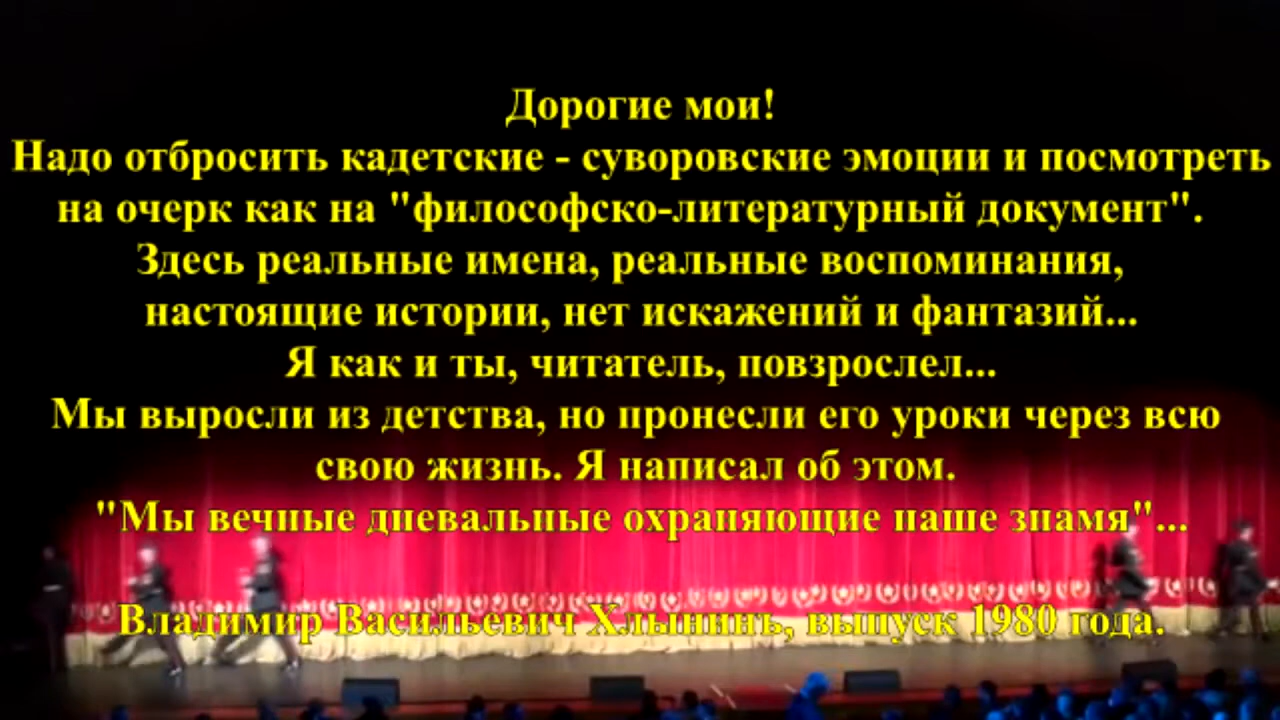 Дорогие мои!
Надо отбросить кадетские - суворовские эмоции и посмотреть
на очерк как на "философско-литературный документ".
Здесь реальные имена, реальные воспоминания,
настоящие истории, нет искажений и фантазий...
Я как и ты, читатель, повзрослел...
Мы выросли из детства, но пронесли его уроки через всю
свою жизнь. Я написал об этом.
"Мы вечные дневальные охраняющие наше знамя"...
Владимир Васильевич Хлынинъ, выпуск 1980 года.